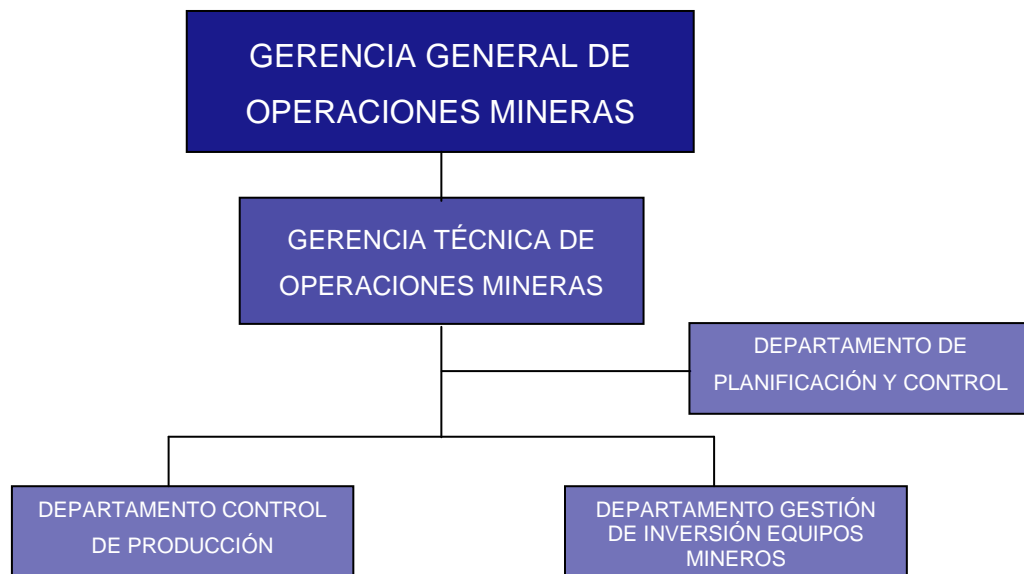 GERENCIA GENERAL DE
OPERACIONES MINERAS
GERENCIA TÉCNICA DE
OPERACIONES MINERAS
DEPARTAMENTO DE
PLANIFICACIÓN Y CONTROL
DEPARTAMENTO CONTROL
DE PRODUCCIÓN
DEPARTAMENTO GESTIÓN
DE INVERSIÓN EQUIPOS
MINEROS